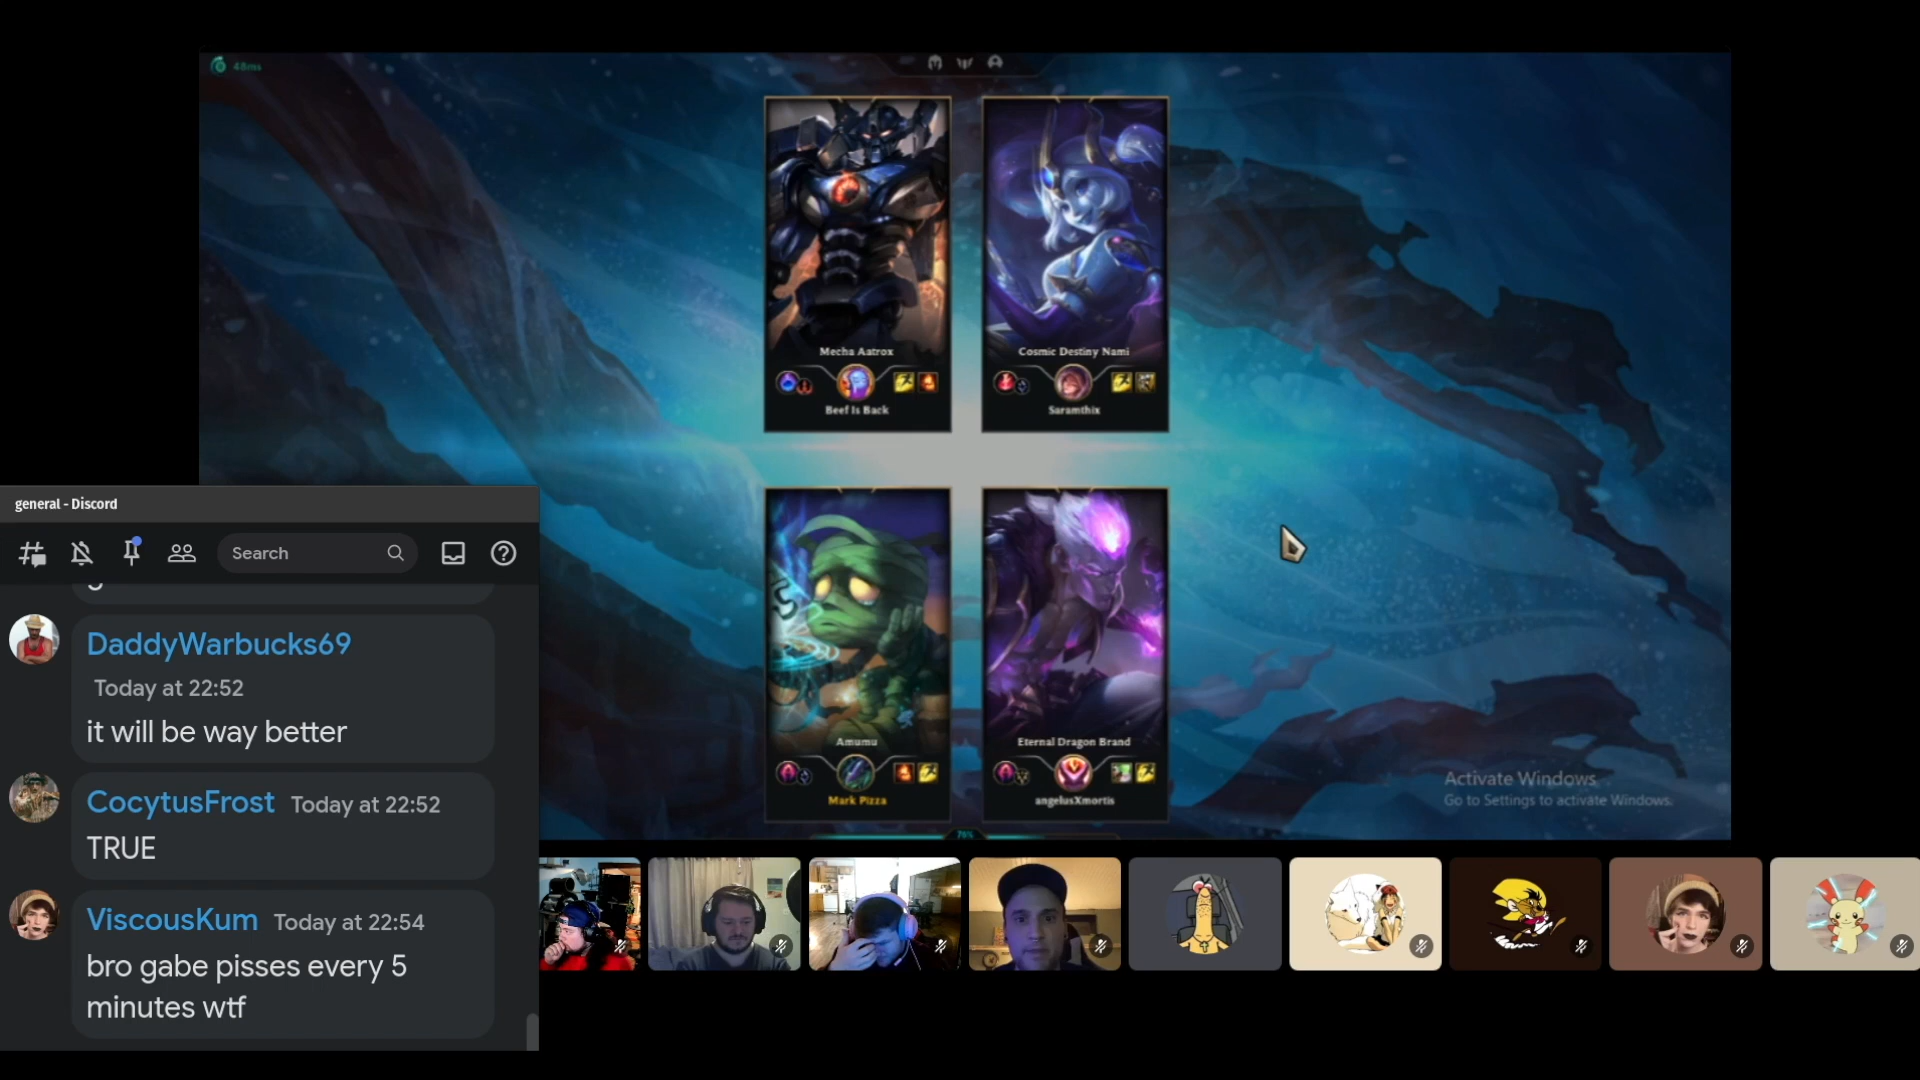 48ms
Mecha Aatrox
Beef Is Back
Cosmic Destiny Nami
Saramthix
Amumu
Mark Pizza
Eternal Dragon Brand
angelusXmortis
Activate Windows
Go to Settings to activate Windows.
general - Discord
Search
DaddyWarbucks69
Today at 22:52
it will be way better
CocytusFrost Today at 22:52
TRUE
ViscousKum Today at 22:54
bro gabe pisses every 5
minutes wtf